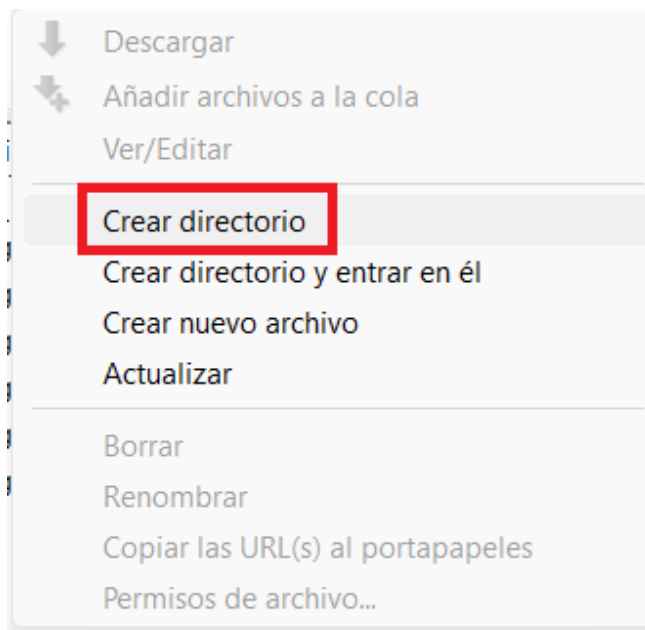 Descargar
Añadir archivos a la cola
Ver/Editar
Crear directorio
Crear directorio y entrar en él
Crear nuevo archivo
Actualizar
Borrar
Renombrar
Copiar las URL(s) al portapapeles
Permisos de archivo...